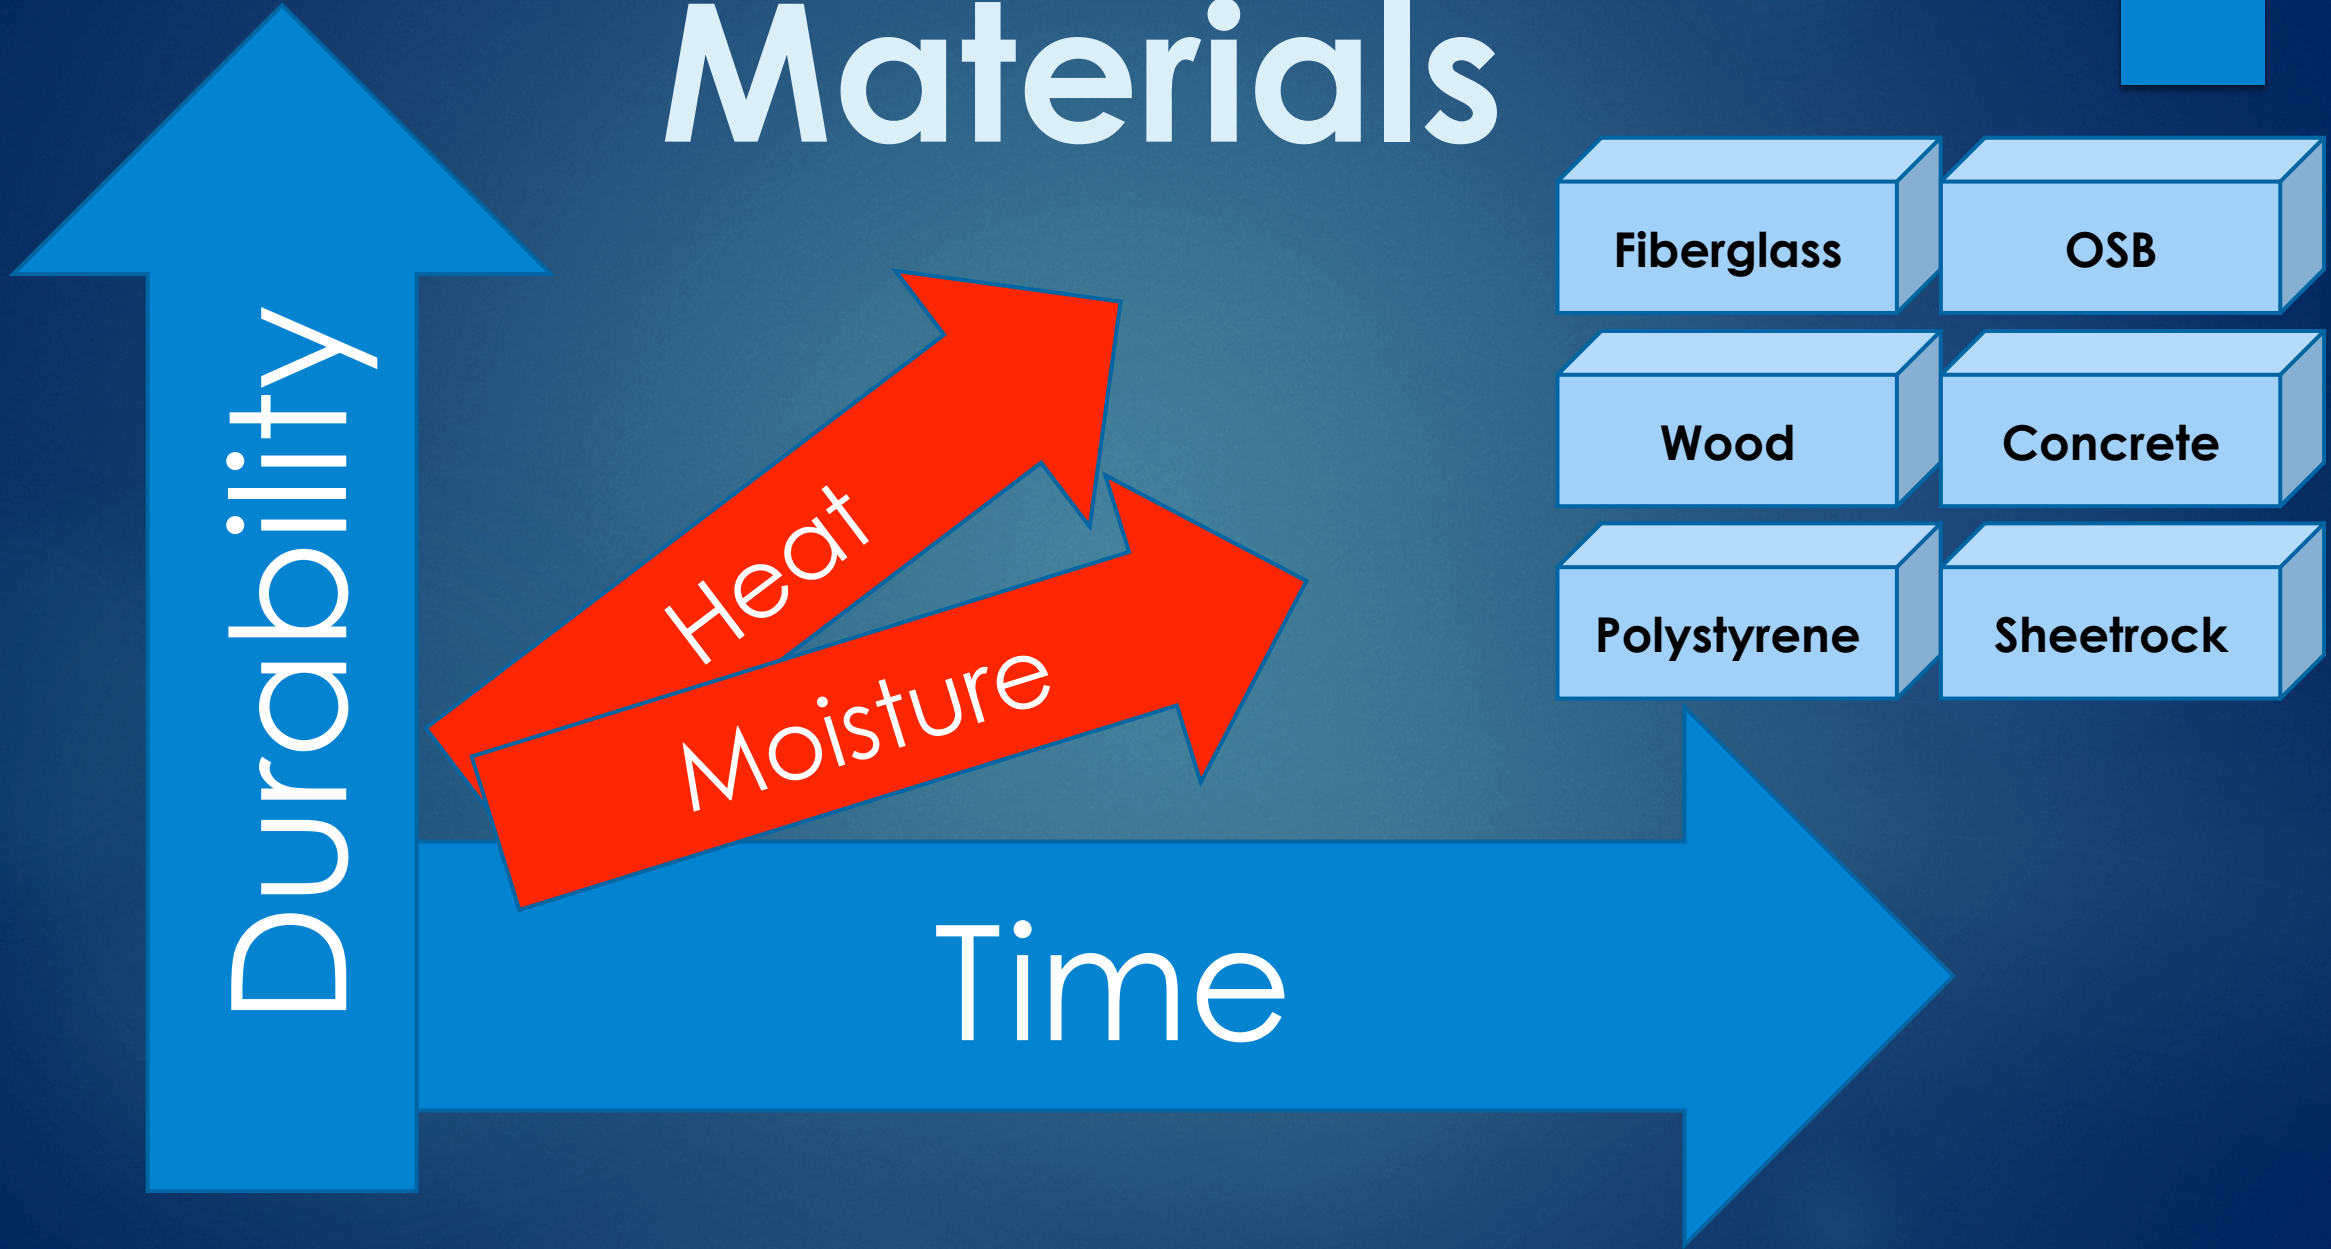 Materials
Durability
Heat
Moisture
Time
Fiberglass
OSB
Wood
Concrete
Polystyrene
Sheetrock